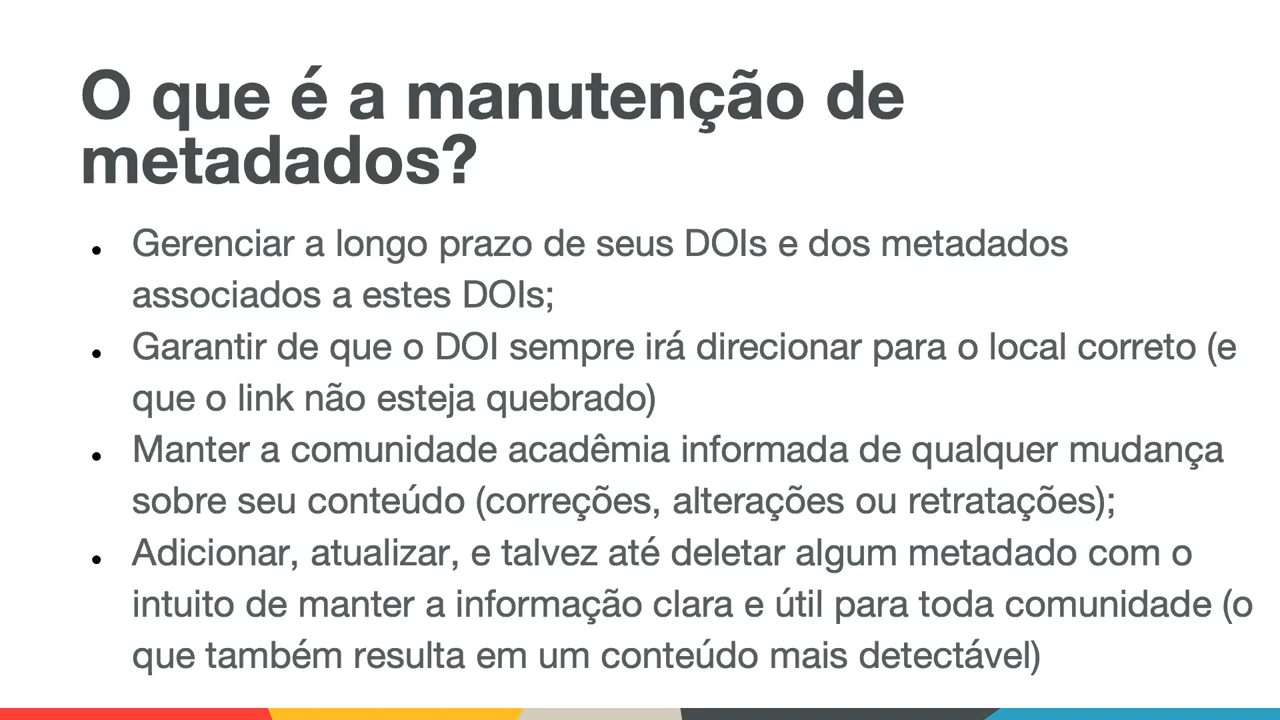 O que é a manutenção de
metadados?
• Gerenciar a longo prazo de seus DOIs e dos metadados
associados a estes DOIs;
• Garantir de que o DOI sempre irá direcionar para o local correto (e
que o link não esteja quebrado)
• Manter a comunidade acadêmia informada de qualquer mudança
sobre seu conteúdo (correções, alterações ou retratações);
• Adicionar, atualizar, e talvez até deletar algum metadado com o
intuito de manter a informação clara e útil para toda comunidade (o
que também resulta em um conteúdo mais detectável)